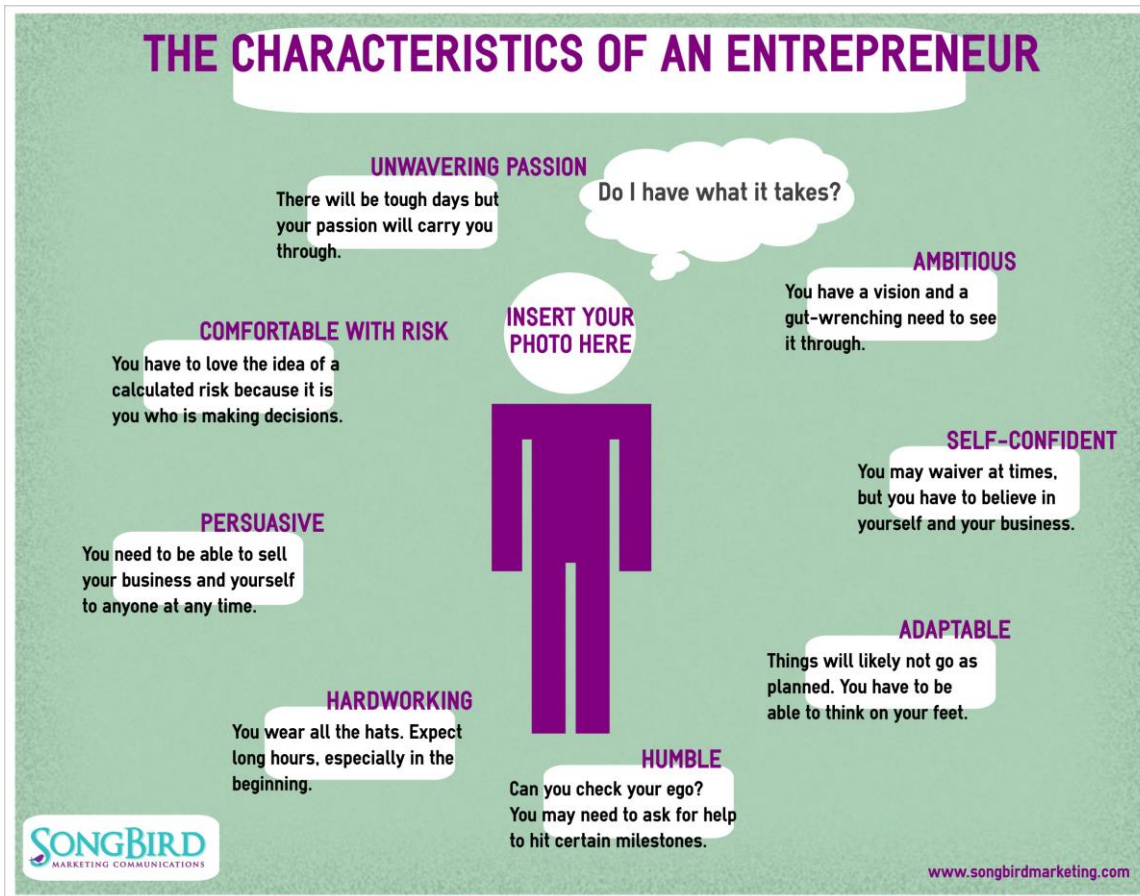 THE CHARACTERISTICS OF AN ENTREPRENEUR
UNWAVERING PASSION
There will be tough days but
your passion will carry you
through.
Do I have what it takes?
AMBITIOUS
You have a vision and a
gut-wrenching need to see
it through.
INSERT YOUR
PHOTO HERE
COMFORTABLE WITH RISK
You have to love the idea of a
calculated risk because it is
you who is making decisions.
SELF-CONFIDENT
You may waiver at times,
but you have to believe in
yourself and your business.
PERSUASIVE
You need to be able to sell
your business and yourself
to anyone at any time.
ADAPTABLE
Things will likely not go as
planned. You have to be
able to think on your feet.
HARDWORKING
You wear all the hats. Expect
long hours, especially in the
beginning.
HUMBLE
Can you check your ego?
You may need to ask for help
to hit certain milestones.
SONGBIRD
MARKETING COMMUNICATIONS
www.songbirdmarketing.com